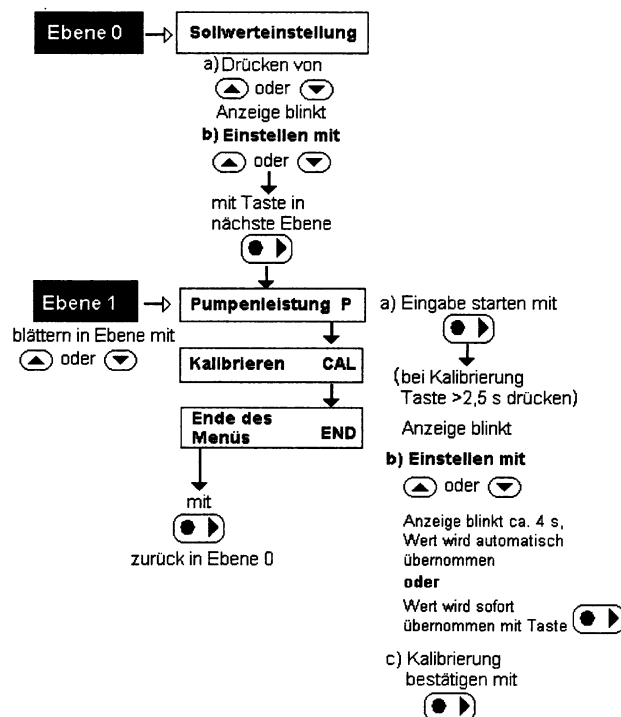 Ebene 0
Sollwerteinstellung
a) Drücken von
oder
Anzeige blinkt
b) Einstellen mit
oder
mit Taste in
nächste Ebene
Ebene 1
blättern in Ebene mit
oder
Pumpenleistung P
Kalibrieren CAL
Ende des
Menüs END
mit
zurück in Ebene 0
a) Eingabe starten mit
(bei Kalibrierung
Taste >2,5 s drücken)
Anzeige blinkt
b) Einstellen mit
oder
Anzeige blinkt ca. 4 s,
Wert wird automatisch
übernommen
oder
Wert wird sofort
übernommen mit Taste
c) Kalibrierung
bestätigen mit